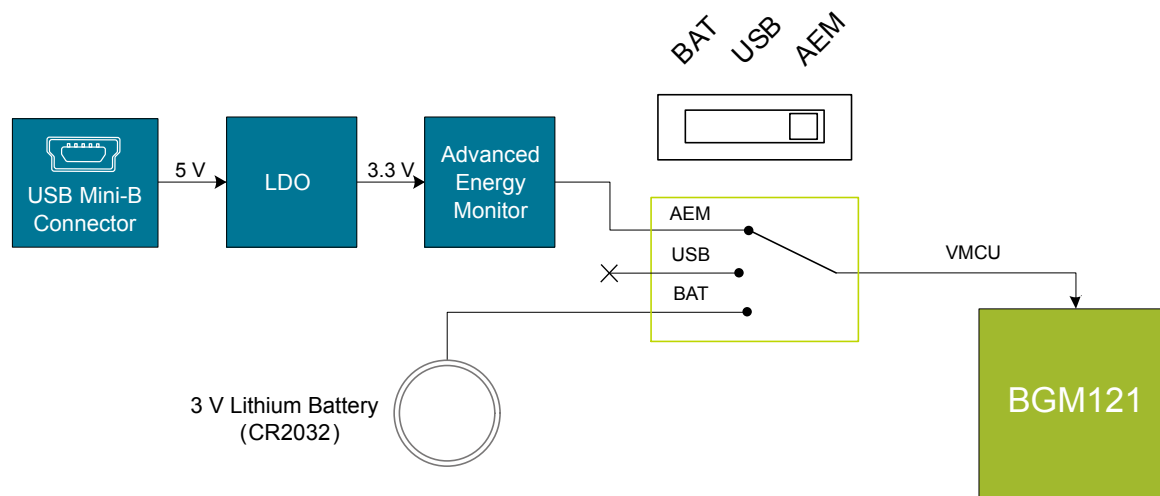 BAT
USB
AEM
USB Mini-B
Connector
5 V
LDO
3.3 V
Advanced
Energy
Monitor
AEM
USB
BAT
VMCU
3 V Lithium Battery
(CR2032)
BGM121